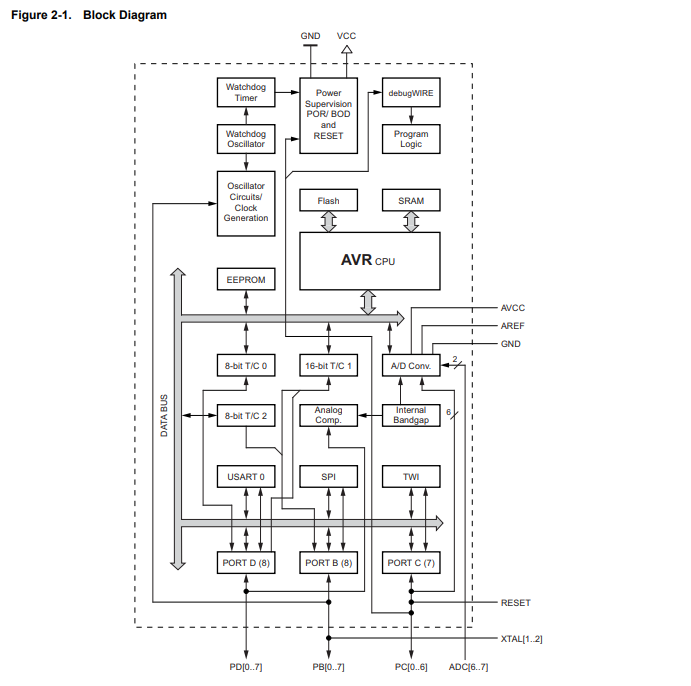 Figure 2-1. Block Diagram
GND
VCC
Watchdog
Timer
Power
Supervision
POR/ BOD
and
RESET
debugWIRE
Watchdog
Oscillator
Program
Logic
Oscillator
Circuits/
Clock
Generation
Flash
SRAM
AVR CPU
EEPROM
AVCC
AREF
GND
8-bit T/C 0
16-bit T/C 1
A/D Conv.
2
DATA BUS
8-bit T/C 2
Analog
Comp.
Internal
Bandgap
6
USART 0
SPI
TWI
PORT D (8)
PORT B (8)
PORT C (7)
RESET
XTAL[1..2]
PD[0..7]
PB[0..7]
PC[0..6]
ADC[6..7]